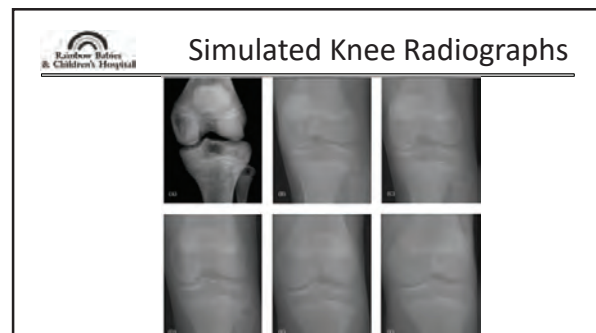 Rainbow Babies
& Children's Hospital
Simulated Knee Radiographs
(A)